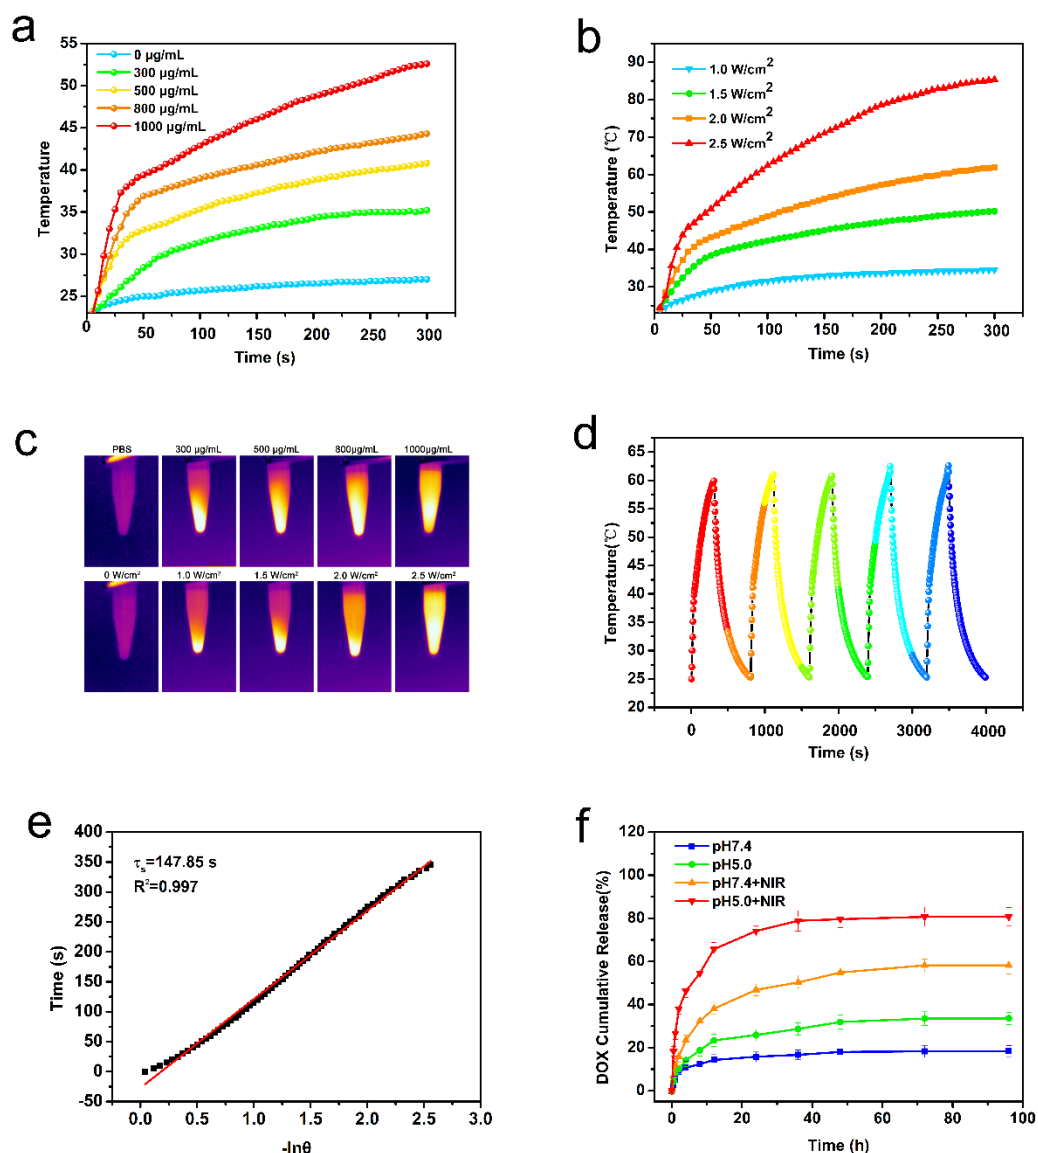 a
55
50
45
40
35
30
25
Temperature
0 μg/mL
300 μg/mL
500 μg/mL
800 μg/mL
1000 μg/mL
0 50 100 150 200 250 300
Time (s)
b
90
80
70
60
50
40
30
Temperature (℃)
1.0 W/cm²
1.5 W/cm²
2.0 W/cm²
2.5 W/cm²
0 50 100 150 200 250 300
Time (s)
c
PBS 300 μg/mL 500 μg/mL 800μg/mL 1000μg/mL
0 W/cm² 1.0 W/cm² 1.5 W/cm² 2.0 W/cm² 2.5 W/cm²
d
65
60
55
50
45
40
35
30
25
20
Temperature(℃)
0 1000 2000 3000 4000
Time (s)
e
400
350
300
250
200
150
100
50
0
-50
Time (s)
τs=147.85 s
R²=0.997
0.0 0.5 1.0 1.5 2.0 2.5 3.0
-lnθ
f
120
100
80
60
40
20
0
DOX Cumulative Release(%)
pH7.4
pH5.0
pH7.4+NIR
pH5.0+NIR
0 20 40 60 80 100
Time (h)